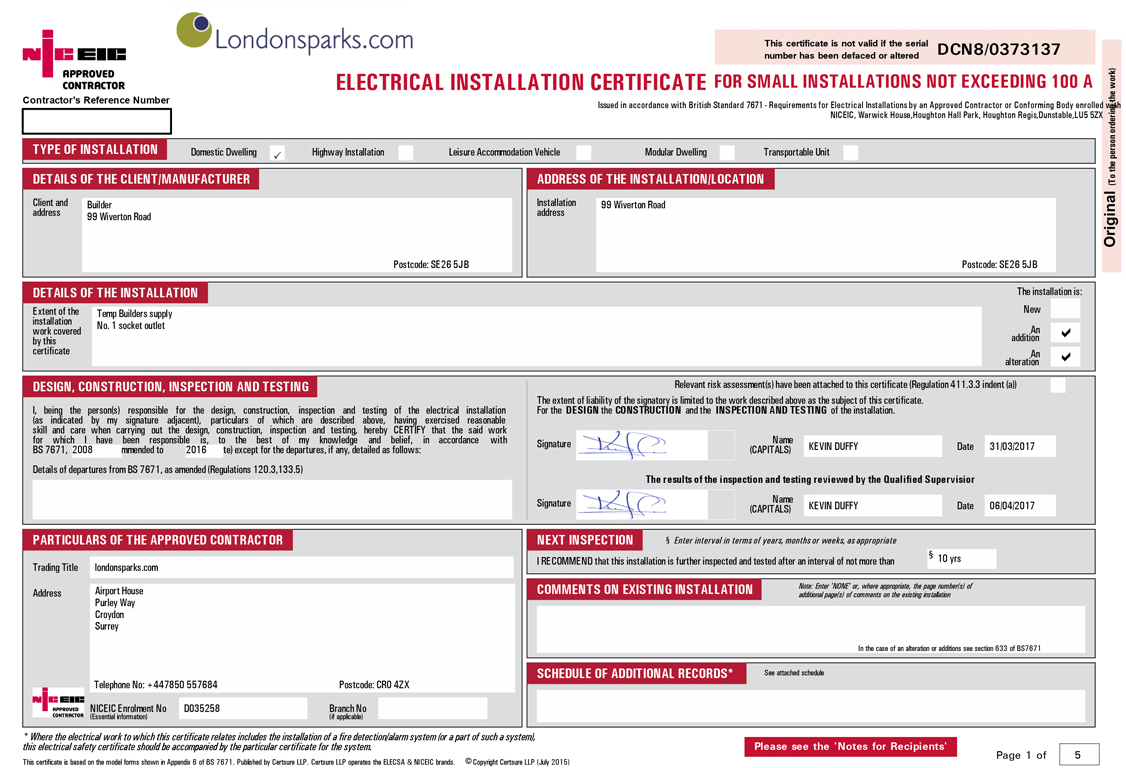 NICEIC
APPROVED
CONTRACTOR
Londonsparks.com
This certificate is not valid if the serial
number has been defaced or altered
DCN8/0373137
ELECTRICAL INSTALLATION CERTIFICATE FOR SMALL INSTALLATIONS NOT EXCEEDING 100 A
Contractor's Reference Number
Issued in accordance with British Standard 7671 - Requirements for Electrical Installations by an Approved Contractor or Conforming Body enrolled with
NICEIC, Warwick House,Houghton Hall Park, Houghton Regis,Dunstable,LU5 5ZX
Original (To the person ordering the work)
TYPE OF INSTALLATION
Domestic Dwelling ✓
Highway Installation
Leisure Accommodation Vehicle
Modular Dwelling
Transportable Unit
DETAILS OF THE CLIENT/MANUFACTURER
Client and
address
Builder
99 Wiverton Road
Postcode: SE26 5JB
ADDRESS OF THE INSTALLATION/LOCATION
Installation
address
99 Wiverton Road
Postcode: SE26 5JB
DETAILS OF THE INSTALLATION
Extent of the
installation
work covered
by this
certificate
Temp Builders supply
No. 1 socket outlet
The installation is:
New
An
addition ✔
An
alteration ✔
DESIGN, CONSTRUCTION, INSPECTION AND TESTING
I, being the person(s) responsible for the design, construction, inspection and testing of the electrical installation
(as indicated by my signature adjacent), particulars of which are described above, having exercised reasonable
skill and care when carrying out the design, construction, inspection and testing, hereby CERTIFY that the said work
for which I have been responsible is, to the best of my knowledge and belief, in accordance with
BS 7671, 2008 mmended to 2016 te) except for the departures, if any, detailed as follows:
Details of departures from BS 7671, as amended (Regulations 120.3,133.5)
Relevant risk assessment(s) have been attached to this certificate (Regulation 411.3.3 indent (a))
The extent of liability of the signatory is limited to the work described above as the subject of this certificate.
For the DESIGN the CONSTRUCTION and the INSPECTION AND TESTING of the installation.
Signature
Name
(CAPITALS)
KEVIN DUFFY
Date
31/03/2017
The results of the inspection and testing reviewed by the Qualified Supervisior
Signature
Name
(CAPITALS)
KEVIN DUFFY
Date
06/04/2017
PARTICULARS OF THE APPROVED CONTRACTOR
Trading Title
londonsparks.com
Address
Airport House
Purley Way
Croydon
Surrey
Telephone No: +447850 557684
Postcode: CR0 4ZX
NICEIC
APPROVED
CONTRACTOR
NICEIC Enrolment No
(Essential information)
D035258
Branch No
(if applicable)
NEXT INSPECTION
§ Enter interval in terms of years, months or weeks, as appropriate
I RECOMMEND that this installation is further inspected and tested after an interval of not more than
§ 10 yrs
COMMENTS ON EXISTING INSTALLATION
Note: Enter 'NONE' or, where appropriate, the page number(s) of
additional page(s) of comments on the existing installation
In the case of an alteration or additions see section 633 of BS7671
SCHEDULE OF ADDITIONAL RECORDS*
See attached schedule
* Where the electrical work to which this certificate relates includes the installation of a fire detection/alarm system (or a part of such a system),
this electrical safety certificate should be accompanied by the particular certificate for the system.
Please see the 'Notes for Recipients'
Page 1 of 5
This certificate is based on the model forms shown in Appendix 6 of BS 7671. Published by Certsure LLP. Certsure LLP operates the ELECSA & NICEIC brands. © Copyright Certsure LLP (July 2015)